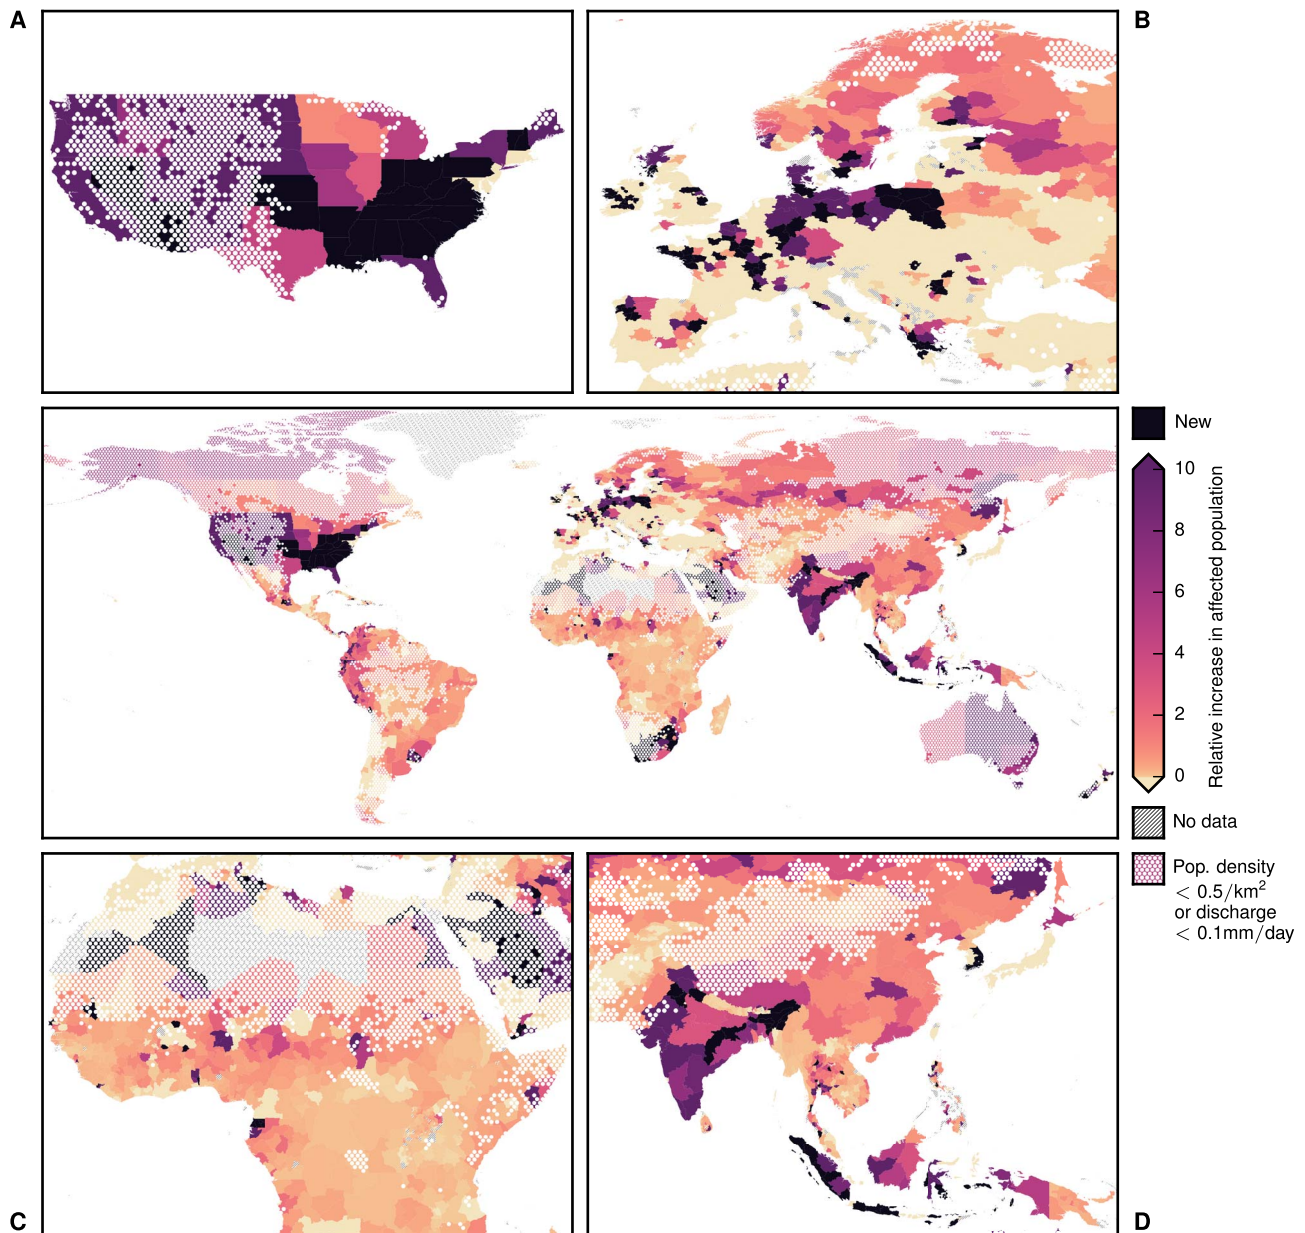 A
B
New
10
8
6
4
2
0
Relative increase in affected population
No data
Pop. density
< 0.5/km²
or discharge
< 0.1mm/day
C
D